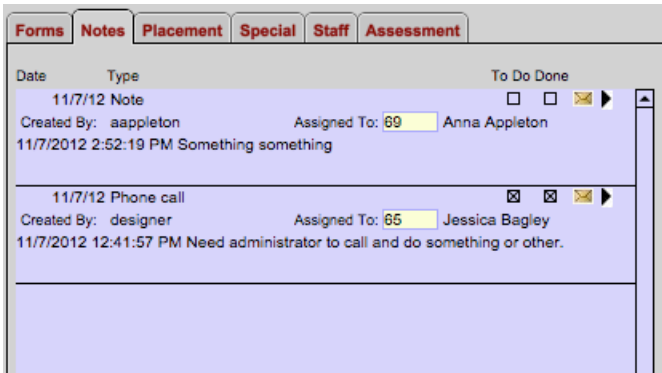 Forms Notes Placement Special Staff Assessment
Date Type To Do Done
11/7/12 Note
Created By: aappleton Assigned To: 69 Anna Appleton
11/7/2012 2:52:19 PM Something something
11/7/12 Phone call
Created By: designer Assigned To: 65 Jessica Bagley
11/7/2012 12:41:57 PM Need administrator to call and do something or other.